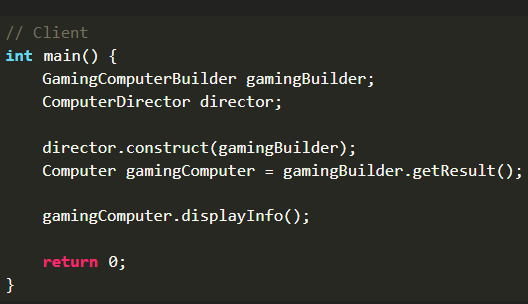 // Client
int main() {
    GamingComputerBuilder gamingBuilder;
    ComputerDirector director;

    director.construct(gamingBuilder);
    Computer gamingComputer = gamingBuilder.getResult();

    gamingComputer.displayInfo();

    return 0;
}